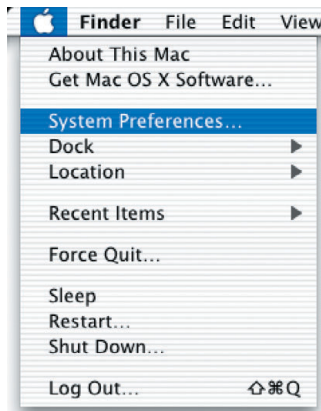 Finder File Edit View
About This Mac
Get Mac OS X Software...
System Preferences...
Dock
Location
Recent Items
Force Quit...
Sleep
Restart...
Shut Down...
Log Out... ⇧⌘Q